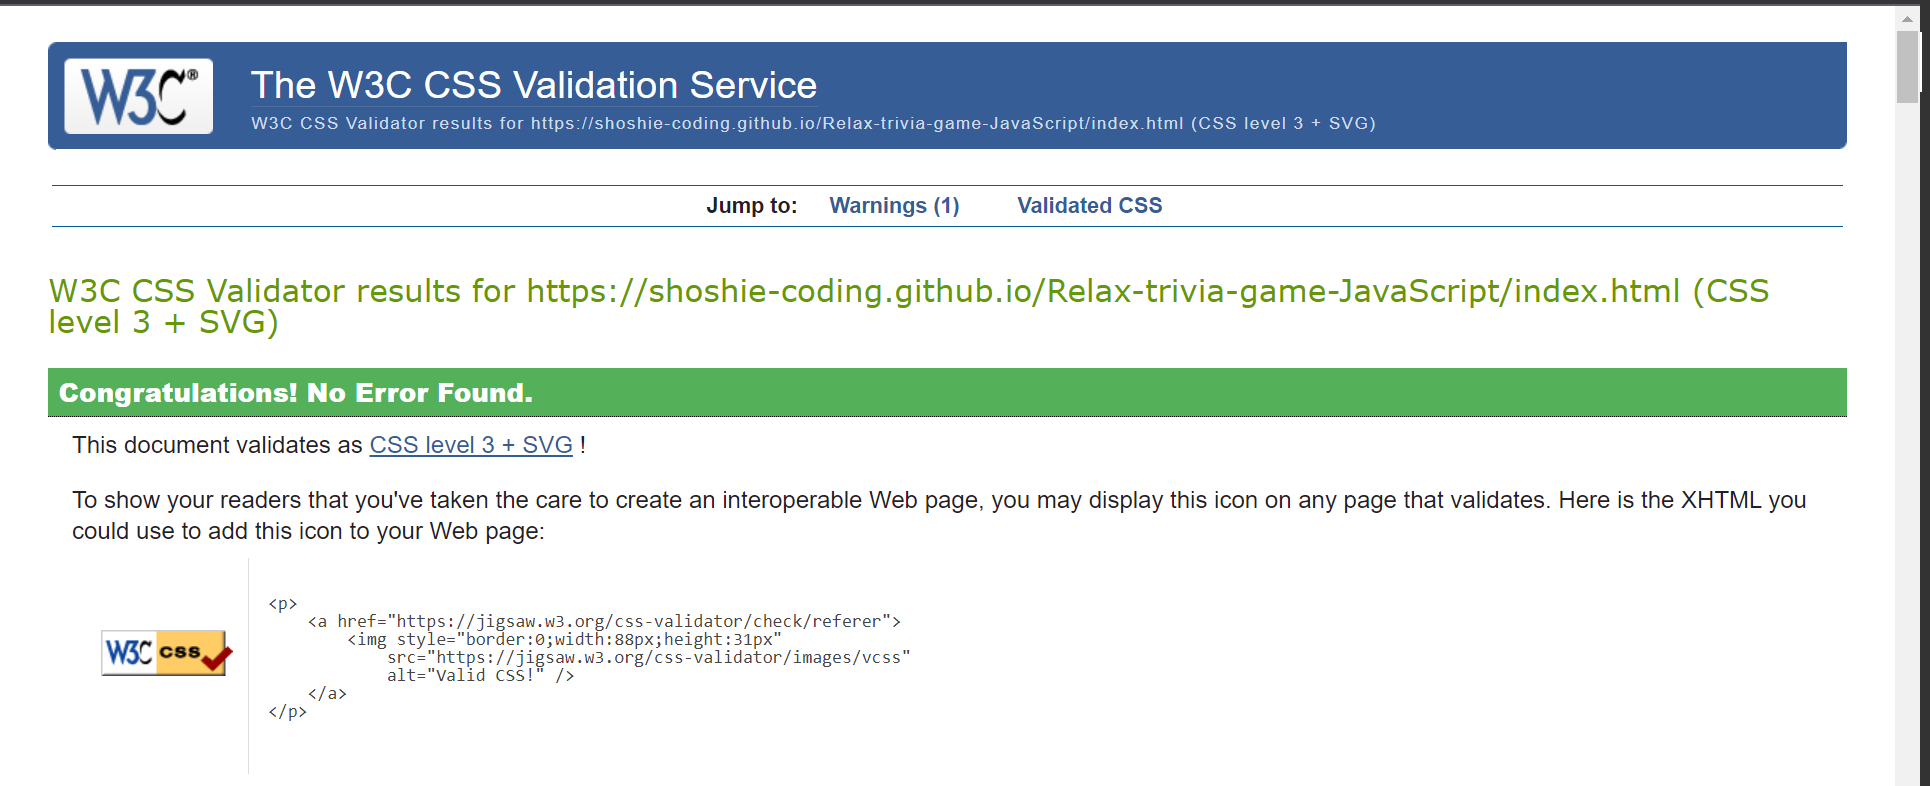 W3C®
The W3C CSS Validation Service
W3C CSS Validator results for https://shoshie-coding.github.io/Relax-trivia-game-JavaScript/index.html (CSS level 3 + SVG)
Jump to: Warnings (1) Validated CSS
W3C CSS Validator results for https://shoshie-coding.github.io/Relax-trivia-game-JavaScript/index.html (CSS
level 3 + SVG)
Congratulations! No Error Found.
This document validates as CSS level 3 + SVG !
To show your readers that you've taken the care to create an interoperable Web page, you may display this icon on any page that validates. Here is the XHTML you
could use to add this icon to your Web page:
W3C css
<p>
    <a href="https://jigsaw.w3.org/css-validator/check/referer">
        <img style="border:0;width:88px;height:31px"
            src="https://jigsaw.w3.org/css-validator/images/vcss"
            alt="Valid CSS!" />
    </a>
</p>